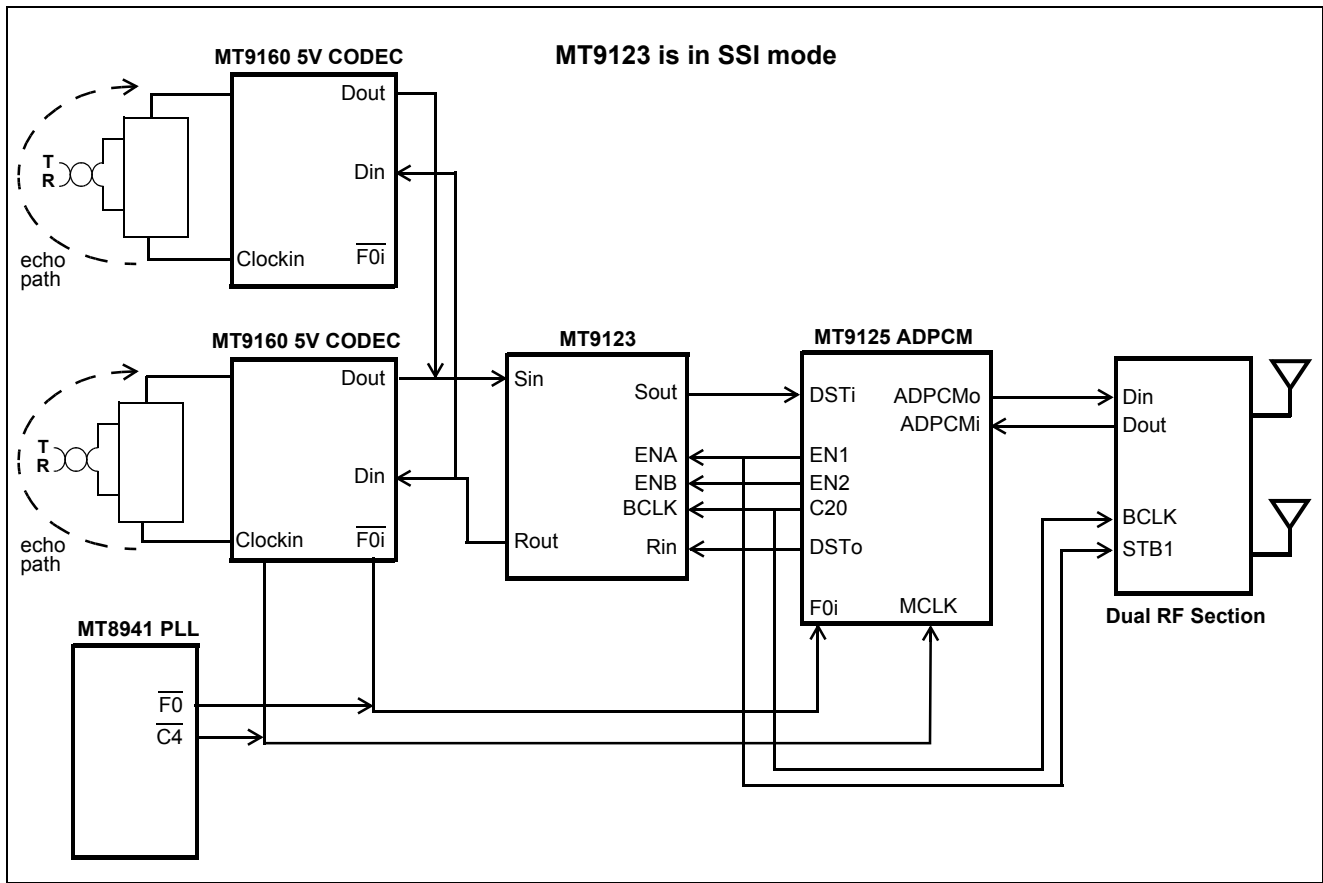 MT9123 is in SSI mode
MT9160 5V CODEC
Dout
Din
Clockin
F0i
T
R
echo
path
MT9160 5V CODEC
Dout
Din
Clockin
F0i
T
R
echo
path
MT9123
Sin
Sout
ENA
ENB
BCLK
Rin
Rout
MT9125 ADPCM
DSTi
ADPCMo
ADPCMi
EN1
EN2
C20
DSTo
F0i
MCLK
Din
Dout
BCLK
STB1
Dual RF Section
MT8941 PLL
F0
C4